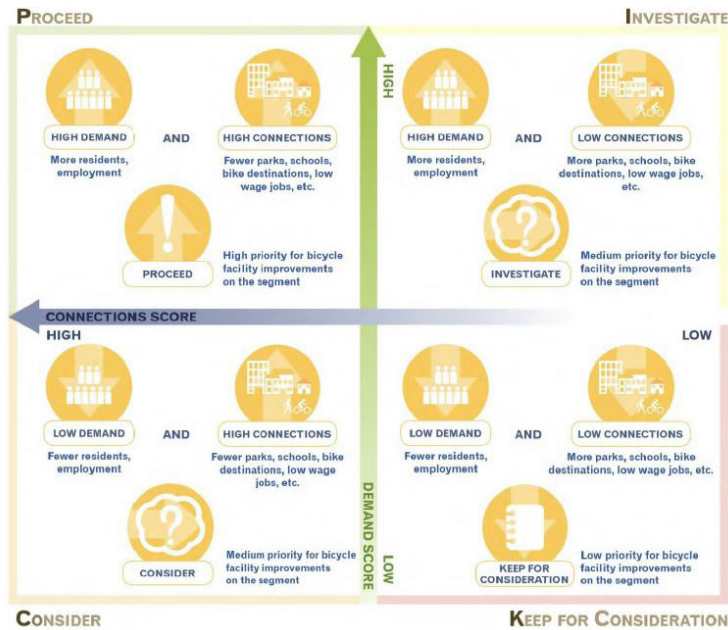 PROCEED
INVESTIGATE
HIGH
HIGH DEMAND
AND
HIGH CONNECTIONS
More residents,
employment
Fewer parks, schools,
bike destinations, low
wage jobs, etc.
PROCEED
High priority for bicycle
facility improvements
on the segment
HIGH DEMAND
AND
LOW CONNECTIONS
More residents,
employment
More parks, schools, bike
destinations, low wage jobs,
etc.
INVESTIGATE
Medium priority for bicycle
facility improvements
on the segment
CONNECTIONS SCORE
HIGH
LOW
LOW DEMAND
AND
HIGH CONNECTIONS
Fewer residents,
employment
Fewer parks, schools, bike
destinations, low wage
jobs, etc.
CONSIDER
Medium priority for bicycle
facility improvements
on the segment
DEMAND SCORE
LOW
LOW DEMAND
AND
LOW CONNECTIONS
Fewer residents,
employment
More parks, schools, bike
destinations, low wage jobs, etc.
KEEP FOR
CONSIDERATION
Low priority for bicycle
facility improvements
on the segment
CONSIDER
KEEP FOR CONSIDERATION